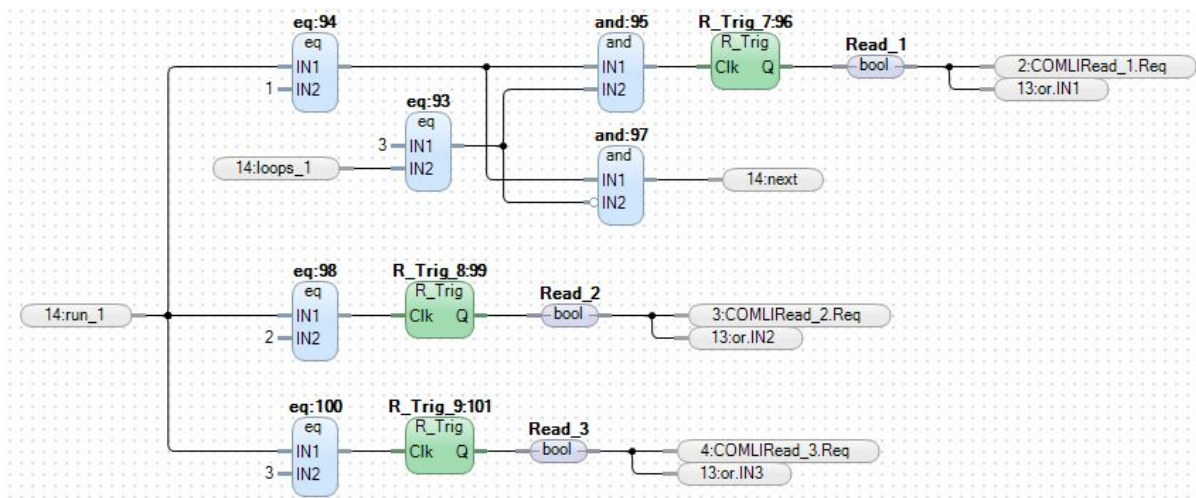 eq:94
eq
IN1
1 IN2
and:95
and
IN1
IN2
R_Trig_7:96
R_Trig
Clk Q
Read_1
bool
2:COMLIRead_1.Req
13:or.IN1
eq:93
eq
3 IN1
IN2
14:loops_1
and:97
and
IN1
IN2
14:next
14:run_1
eq:98
eq
IN1
2 IN2
R_Trig_8:99
R_Trig
Clk Q
Read_2
bool
3:COMLIRead_2.Req
13:or.IN2
eq:100
eq
IN1
3 IN2
R_Trig_9:101
R_Trig
Clk Q
Read_3
bool
4:COMLIRead_3.Req
13:or.IN3